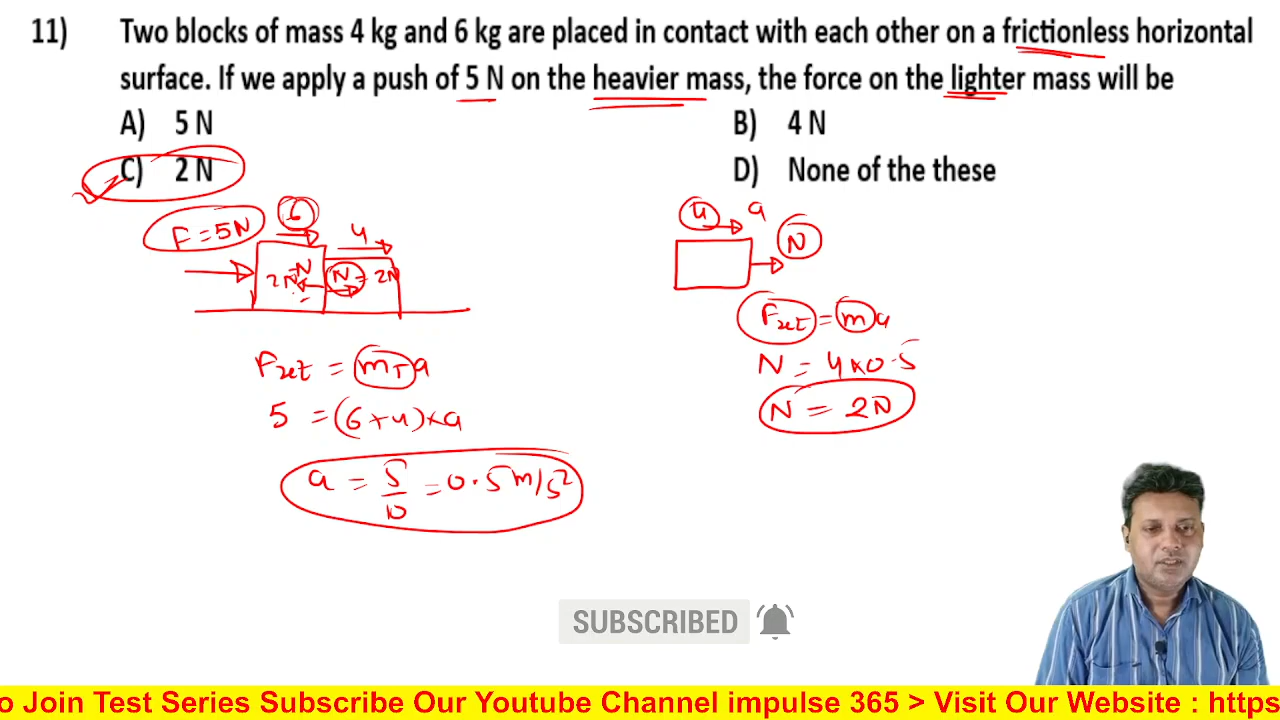 11) Two blocks of mass 4 kg and 6 kg are placed in contact with each other on a frictionless horizontal
surface. If we apply a push of 5 N on the heavier mass, the force on the lighter mass will be
A) 5 N
B) 4 N
C) 2 N
D) None of the these
F = 5N
6
4
2N
N
N = 2N
4
a
N
Fnet = mT a
5 = (6+4)×a
a = 5/10 = 0.5 m/s²
Fnet = ma
N = 4×0.5
N = 2N
SUBSCRIBED
o Join Test Series Subscribe Our Youtube Channel impulse 365 > Visit Our Website : https